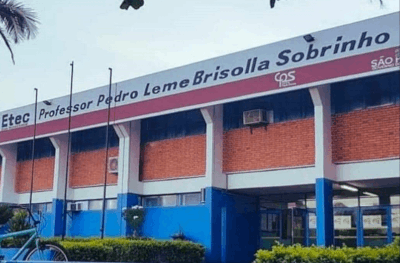 Etec Professor Pedro Leme Brisolla Sobrinho
CPS
SÃO